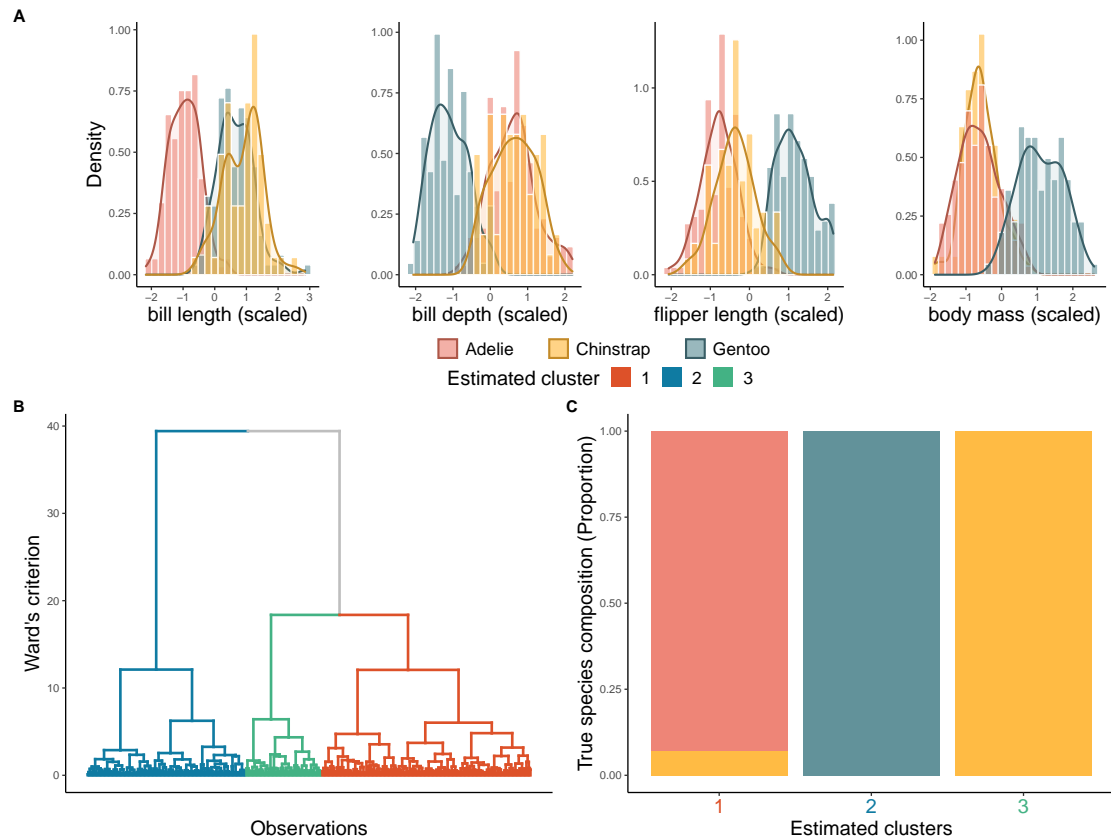 A
Density
1.00
0.75
0.50
0.25
0.00
−2 −1 0 1 2 3
bill length (scaled)
1.00
0.75
0.50
0.25
0.00
−2 −1 0 1 2
bill depth (scaled)
1.0
0.5
0.0
−2 −1 0 1 2
flipper length (scaled)
1.00
0.75
0.50
0.25
0.00
−2 −1 0 1 2
body mass (scaled)
Adelie Chinstrap Gentoo
Estimated cluster 1 2 3
B
Ward's criterion
40
30
20
10
0
Observations
C
True species composition (Proportion)
1.00
0.75
0.50
0.25
0.00
1 2 3
Estimated clusters